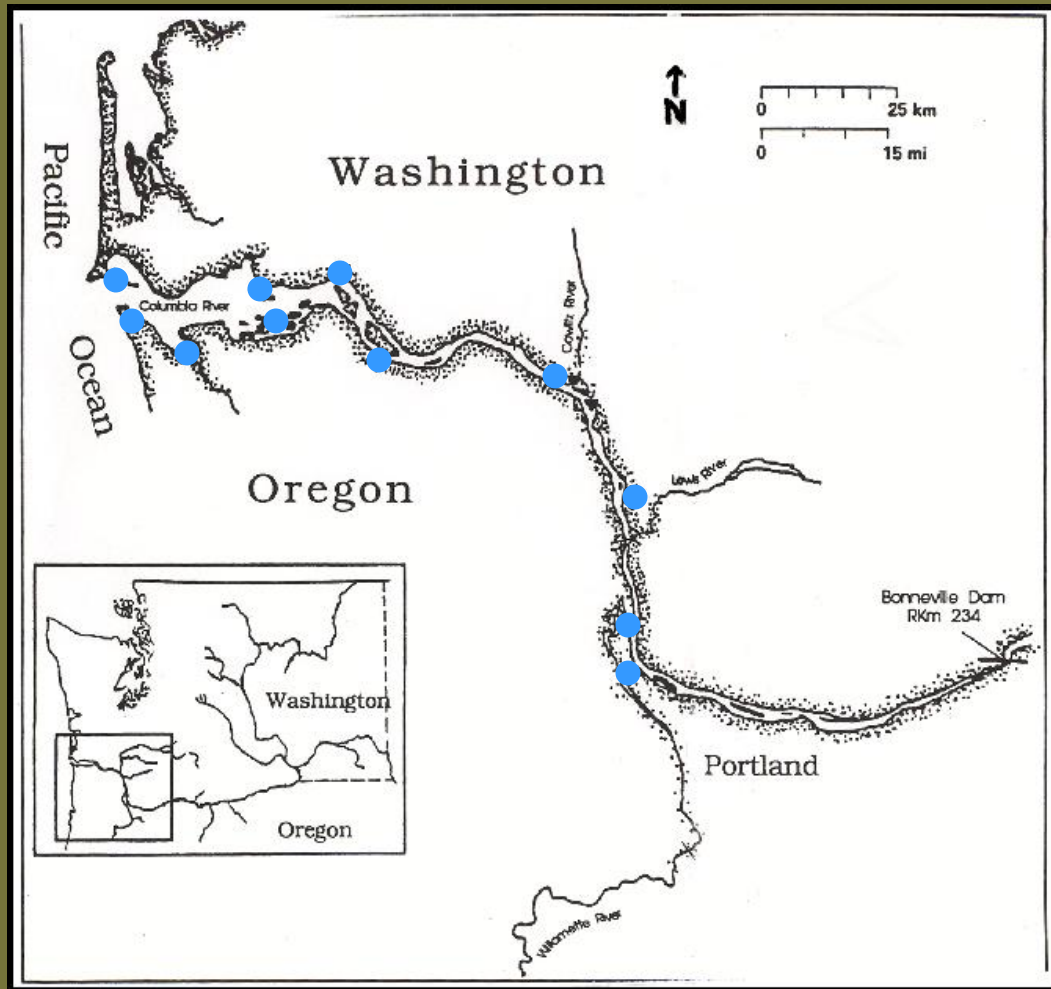 N
0 25 km
0 15 mi
Washington
Pacific
Ocean
Columbia River
Cowlitz River
Oregon
Lewis River
Bonneville Dam
RKm 234
Portland
Willamette River
Washington
Oregon